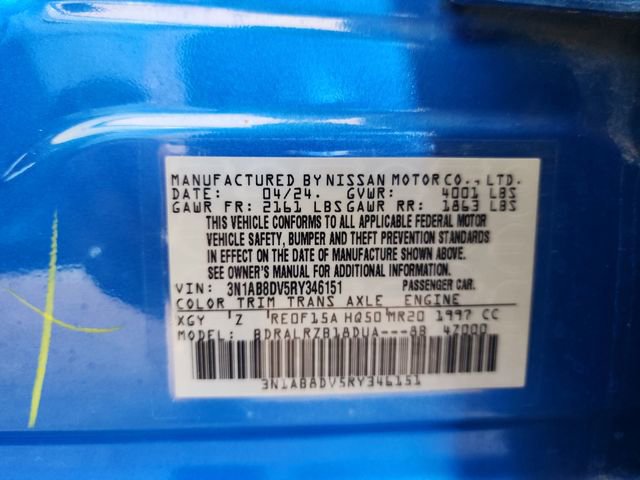 MANUFACTURED BY NISSAN MOTOR CO., LTD.
DATE: 04/24. GVWR: 4001 LBS
GAWR FR: 2161 LBS GAWR RR: 1863 LBS
THIS VEHICLE CONFORMS TO ALL APPLICABLE FEDERAL MOTOR
VEHICLE SAFETY, BUMPER AND THEFT PREVENTION STANDARDS
IN EFFECT ON THE DATE OF MANUFACTURE SHOWN ABOVE.
SEE OWNER'S MANUAL FOR ADDITIONAL INFORMATION.
VIN: 3N1AB8DV5RY346151 PASSENGER CAR.
COLOR TRIM TRANS AXLE ENGINE
XGY Z RE0F15A HQ50 MR20 1997 CC
MODEL: BDRALRZB18DUA---8B 4Z000
3N1AB8DV5RY346151